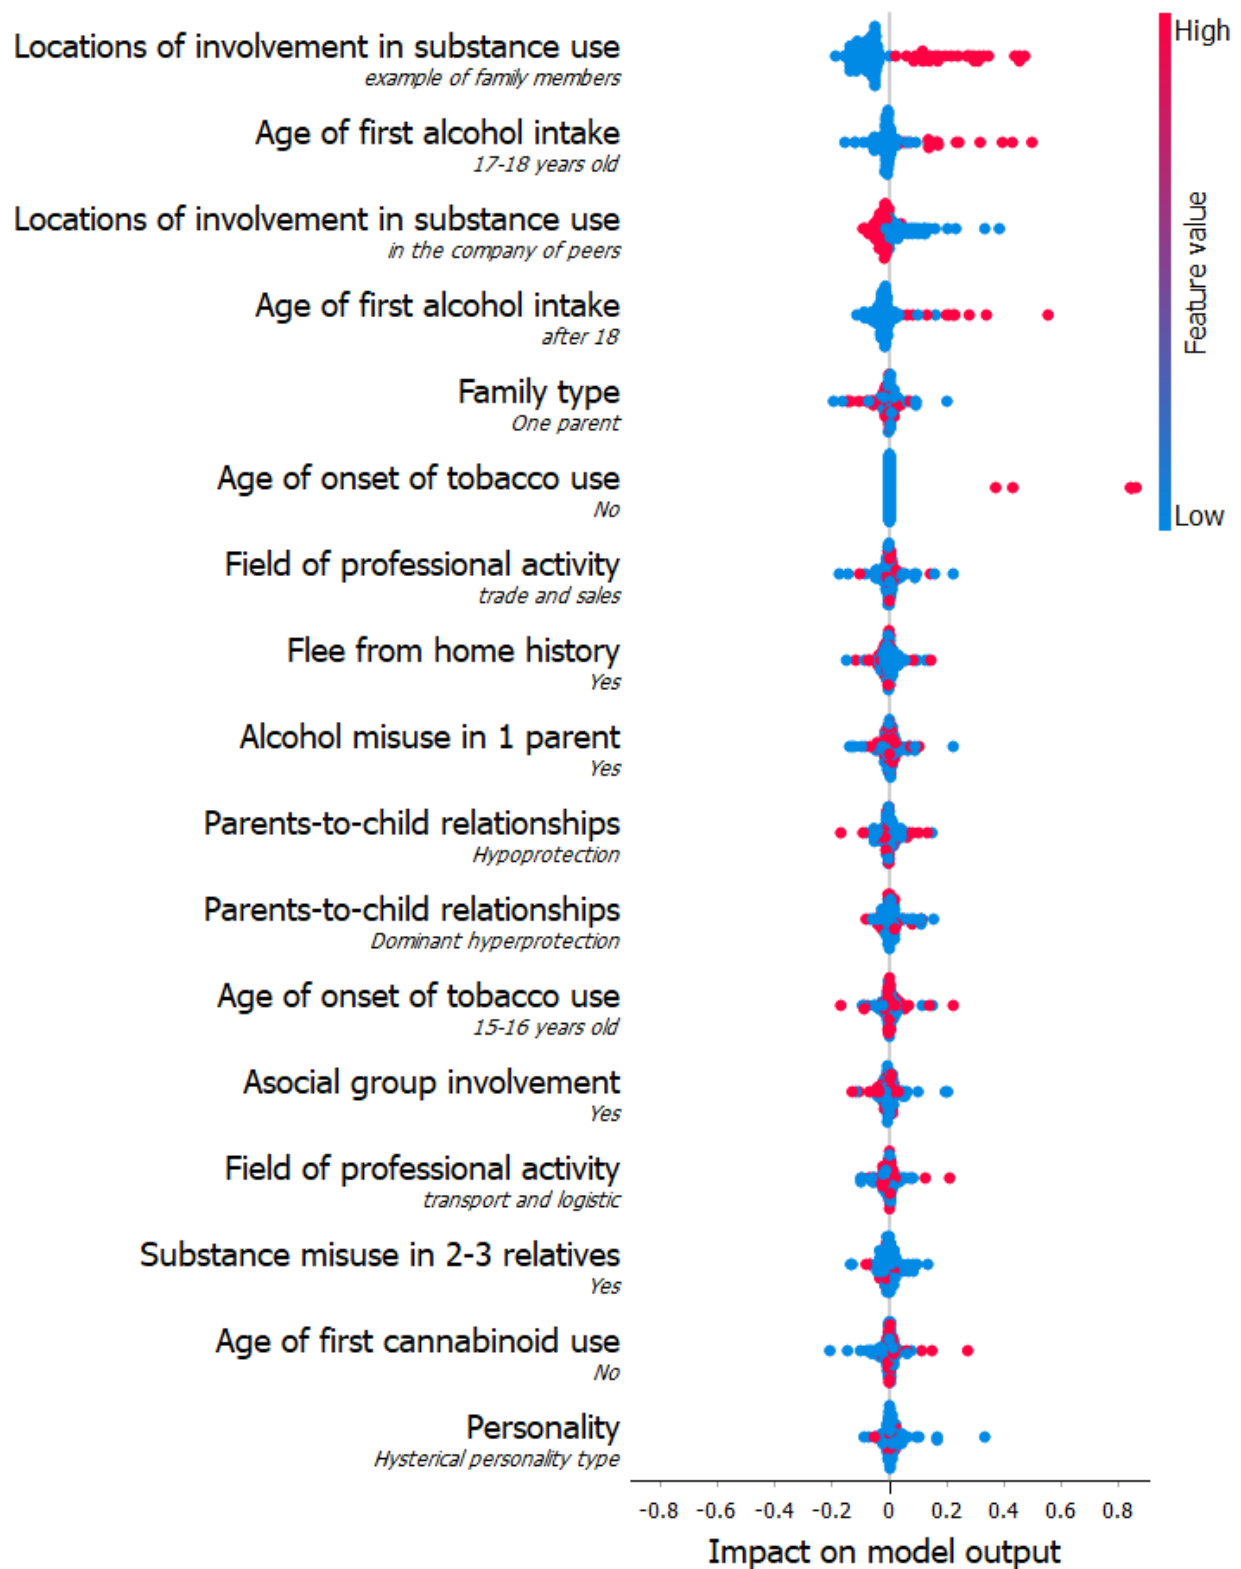 Locations of involvement in substance use
example of family members
Age of first alcohol intake
17-18 years old
Locations of involvement in substance use
in the company of peers
Age of first alcohol intake
after 18
Family type
One parent
Age of onset of tobacco use
No
Field of professional activity
trade and sales
Flee from home history
Yes
Alcohol misuse in 1 parent
Yes
Parents-to-child relationships
Hypoprotection
Parents-to-child relationships
Dominant hyperprotection
Age of onset of tobacco use
15-16 years old
Asocial group involvement
Yes
Field of professional activity
transport and logistic
Substance misuse in 2-3 relatives
Yes
Age of first cannabinoid use
No
Personality
Hysterical personality type
-0.8 -0.6 -0.4 -0.2 0 0.2 0.4 0.6 0.8
Impact on model output
High
Feature value
Low